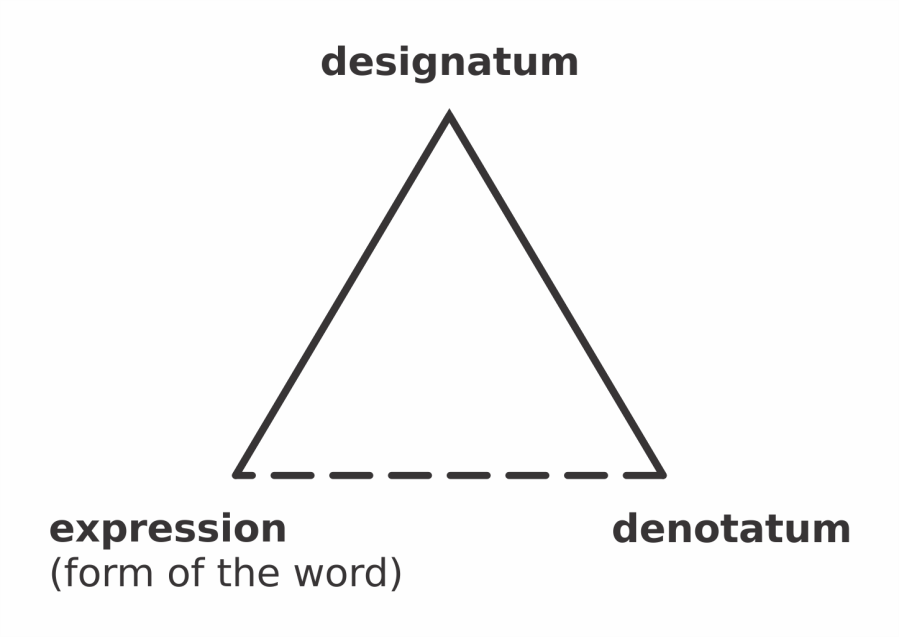 designatum
expression
(form of the word)
denotatum